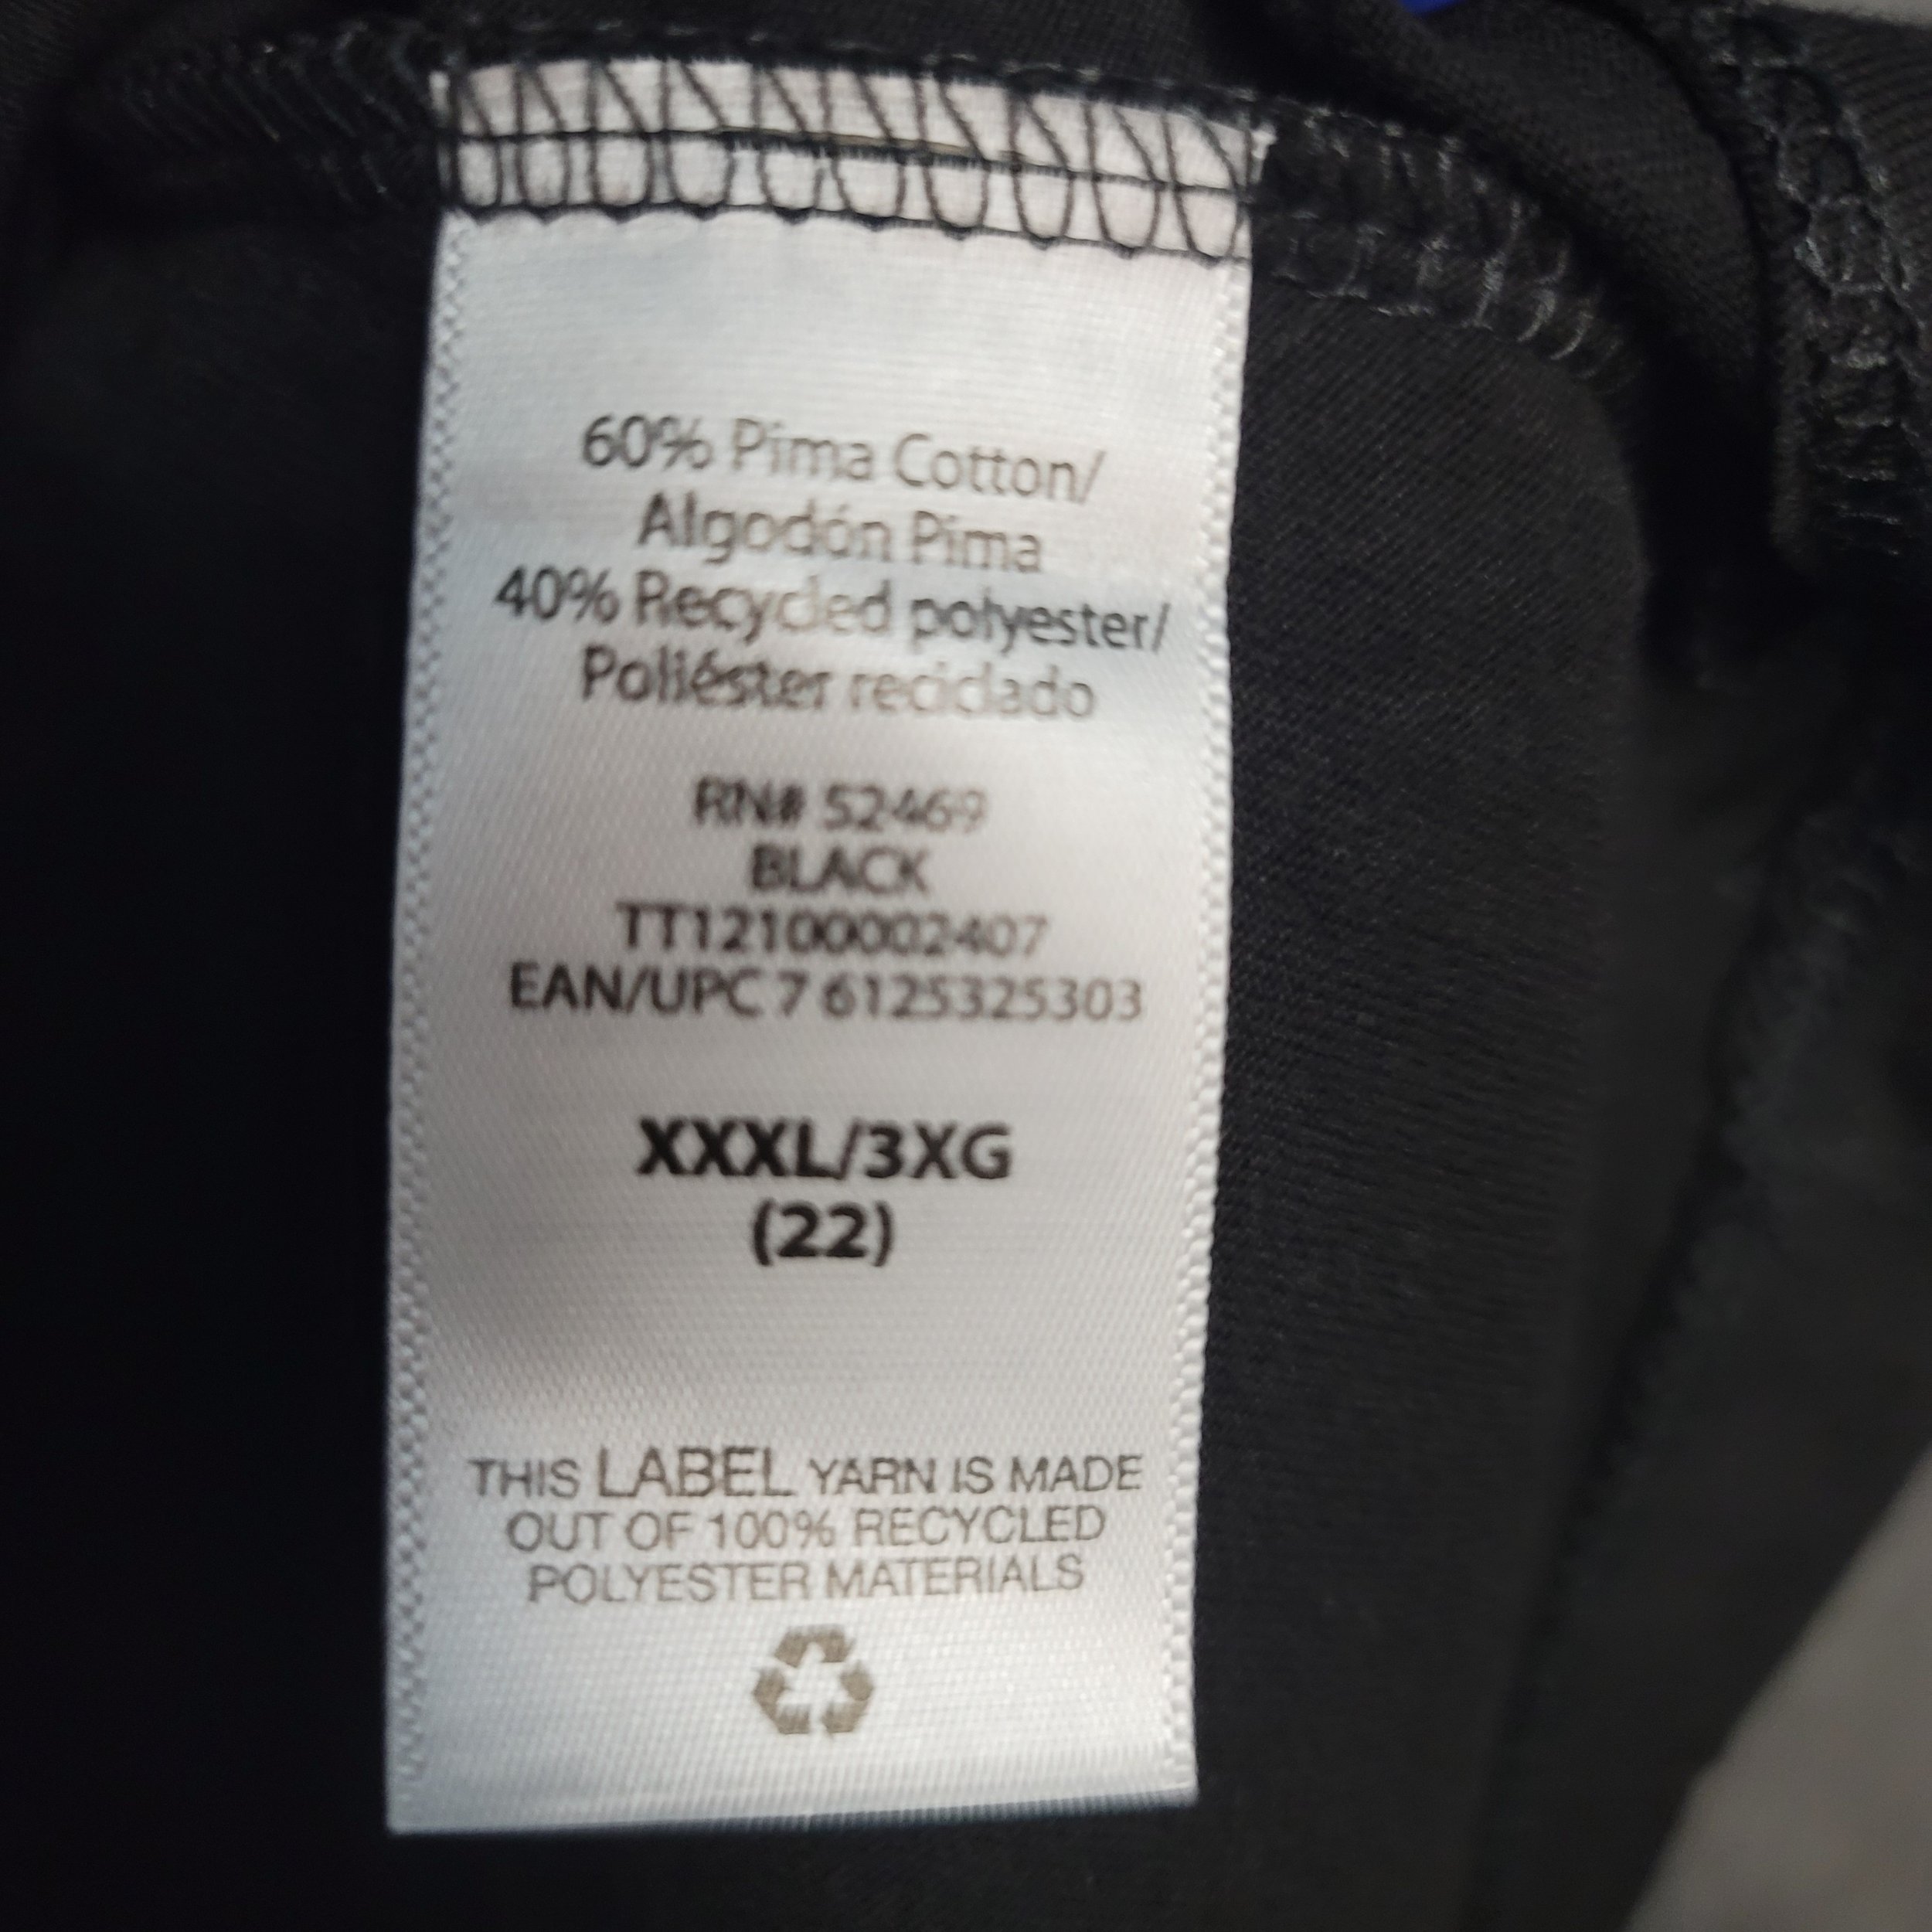 60% Pima Cotton/
Algodón Pima
40% Recycled polyester/
Poliéster reciclado
RN# 52469
BLACK
TT12100002407
EAN/UPC 7 6125325303
XXXL/3XG
(22)
THIS LABEL YARN IS MADE
OUT OF 100% RECYCLED
POLYESTER MATERIALS